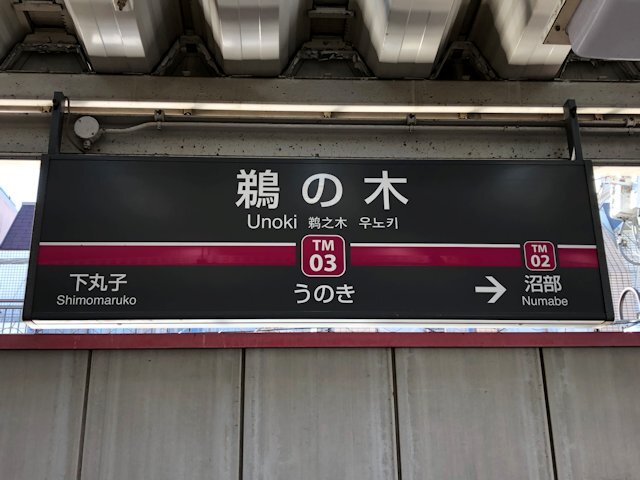 鵜の木
Unoki 鵜之木 우노키
TM
03
TM
02
下丸子
Shimomaruko
うのき
→
沼部
Numabe